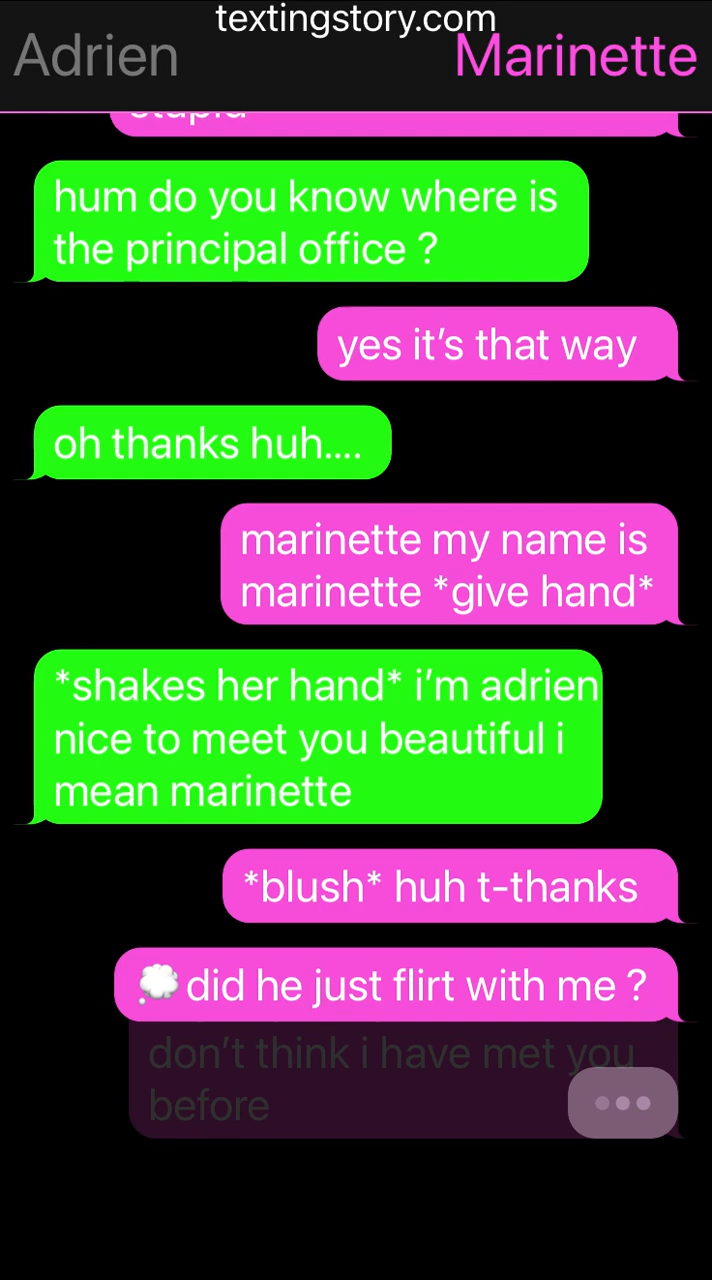 textingstory.com
Adrien
Marinette
stupid
hum do you know where is
the principal office ?
yes it’s that way
oh thanks huh....
marinette my name is
marinette *give hand*
*shakes her hand* i’m adrien
nice to meet you beautiful i
mean marinette
*blush* huh t-thanks
💭did he just flirt with me ?
don’t think i have met you
before